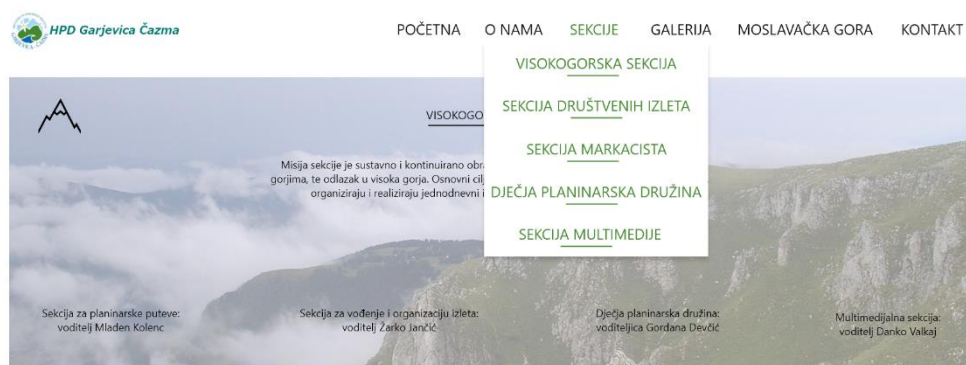 HPD Garjevica Čazma
POČETNA O NAMA SEKCIJE GALERIJA MOSLAVAČKA GORA KONTAKT
VISOKOGORSKA SEKCIJA
SEKCIJA DRUŠTVENIH IZLETA
SEKCIJA MARKACISTA
DJEČJA PLANINARSKA DRUŽINA
SEKCIJA MULTIMEDIJE
VISOKOGO
Misija sekcije je sustavno i kontinuirano obra
gorjima, te odlazak u visoka gorja. Osnovni cilj
organiziraju i realiziraju jednodnevni i
Sekcija za planinarske puteve:
voditelj Mladen Kolenc
Sekcija za vođenje i organizaciju izleta:
voditelj Žarko Jančić
Dječja planinarska družina:
voditeljica Gordana Devčić
Multimedijalna sekcija:
voditelj Danko Valkaj